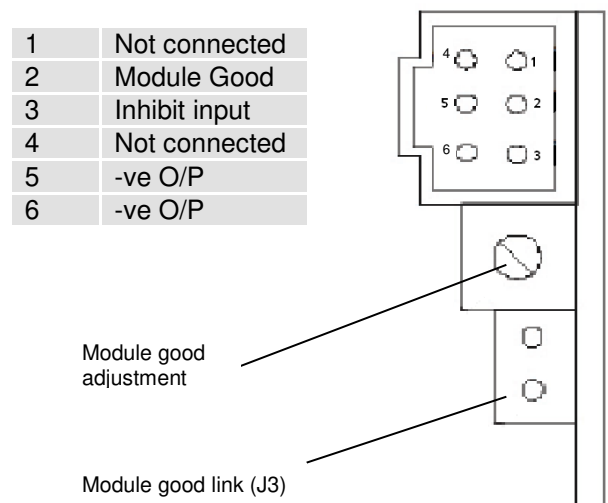 1 Not connected
2 Module Good
3 Inhibit input
4 Not connected
5 -ve O/P
6 -ve O/P
4 1
5 2
6 3
Module good
adjustment
Module good link (J3)